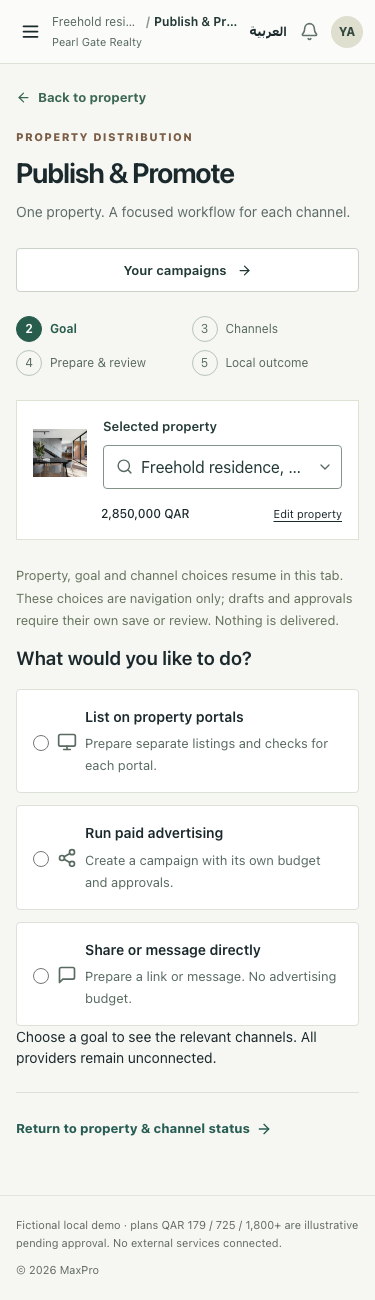 Freehold resi... / Publish & Pr...
Pearl Gate Realty
العربية
YA
Back to property
PROPERTY DISTRIBUTION
Publish & Promote
One property. A focused workflow for each channel.
Your campaigns
2 Goal
3 Channels
4 Prepare & review
5 Local outcome
Selected property
Freehold residence, ...
2,850,000 QAR
Edit property
Property, goal and channel choices resume in this tab.
These choices are navigation only; drafts and approvals
require their own save or review. Nothing is delivered.
What would you like to do?
List on property portals
Prepare separate listings and checks for
each portal.
Run paid advertising
Create a campaign with its own budget
and approvals.
Share or message directly
Prepare a link or message. No advertising
budget.
Choose a goal to see the relevant channels. All
providers remain unconnected.
Return to property & channel status
Fictional local demo · plans QAR 179 / 725 / 1,800+ are illustrative
pending approval. No external services connected.
© 2026 MaxPro